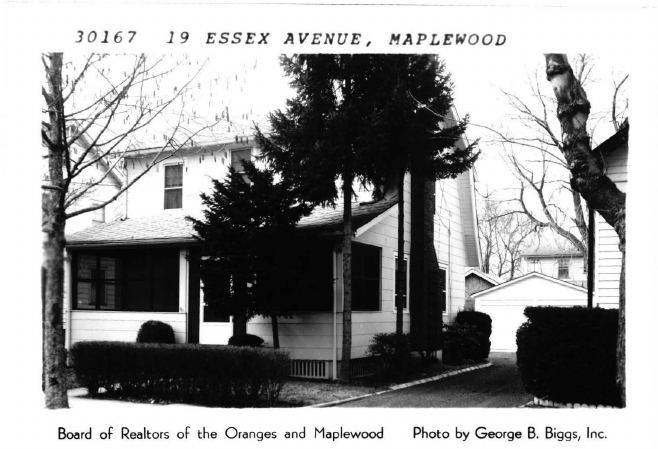 30167 19 ESSEX AVENUE, MAPLEWOOD
Board of Realtors of the Oranges and Maplewood Photo by George B. Biggs, Inc.